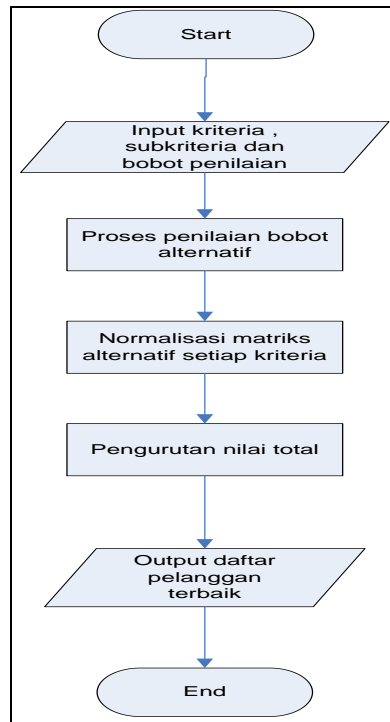 Start
Input kriteria ,
subkriteria dan
bobot penilaian
Proses penilaian bobot
alternatif
Normalisasi matriks
alternatif setiap kriteria
Pengurutan nilai total
Output daftar
pelanggan
terbaik
End